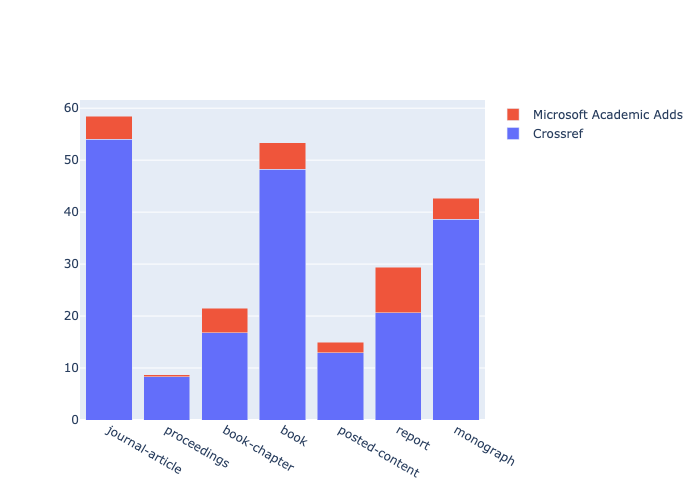 Microsoft Academic Adds
Crossref
60
50
40
30
20
10
0
journal-article
proceedings
book-chapter
book
posted-content
report
monograph